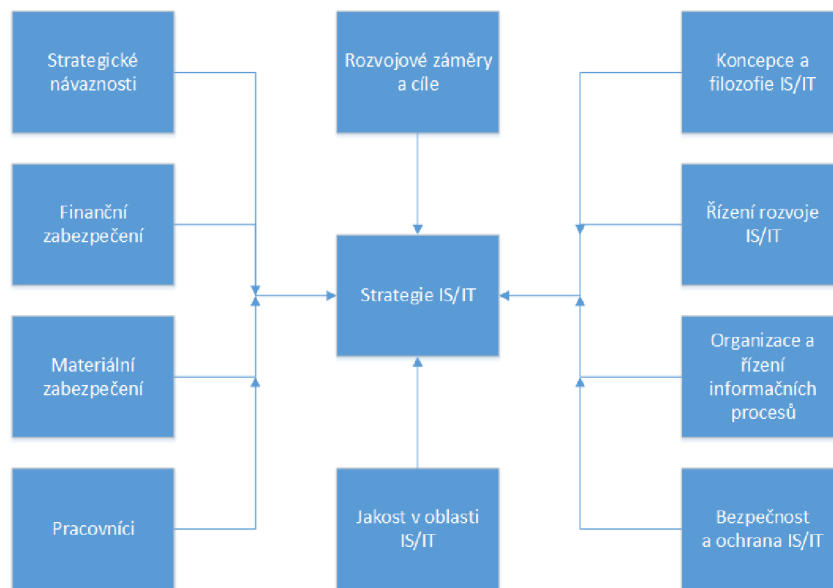 Strategické
návaznosti
Rozvojové záměry
a cíle
Koncepce a
filozofie IS/IT
Finanční
zabezpečení
Řízení rozvoje
IS/IT
Strategie IS/IT
Materiální
zabezpečení
Organizace a
řízení
informačních
procesů
Pracovníci
Jakost v oblasti
IS/IT
Bezpečnost
a ochrana IS/IT